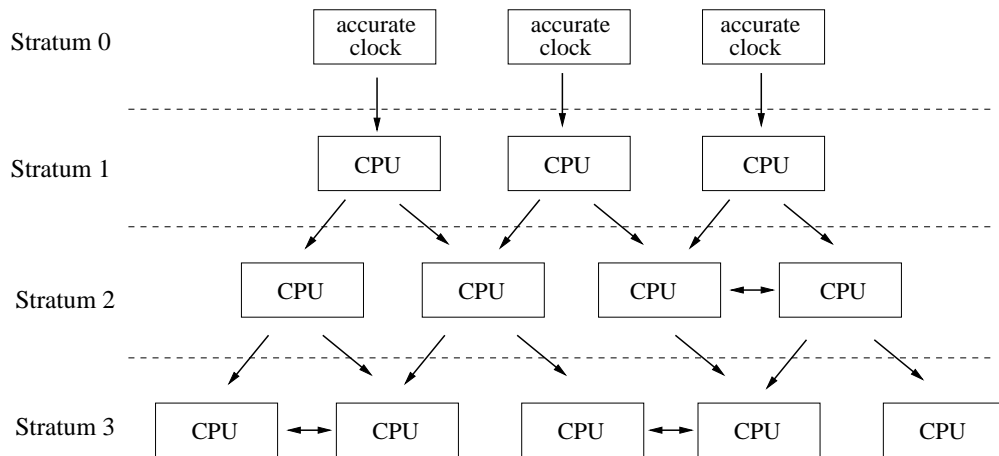 Stratum 0
accurate
clock
accurate
clock
accurate
clock
Stratum 1
CPU
CPU
CPU
Stratum 2
CPU
CPU
CPU
CPU
Stratum 3
CPU
CPU
CPU
CPU
CPU